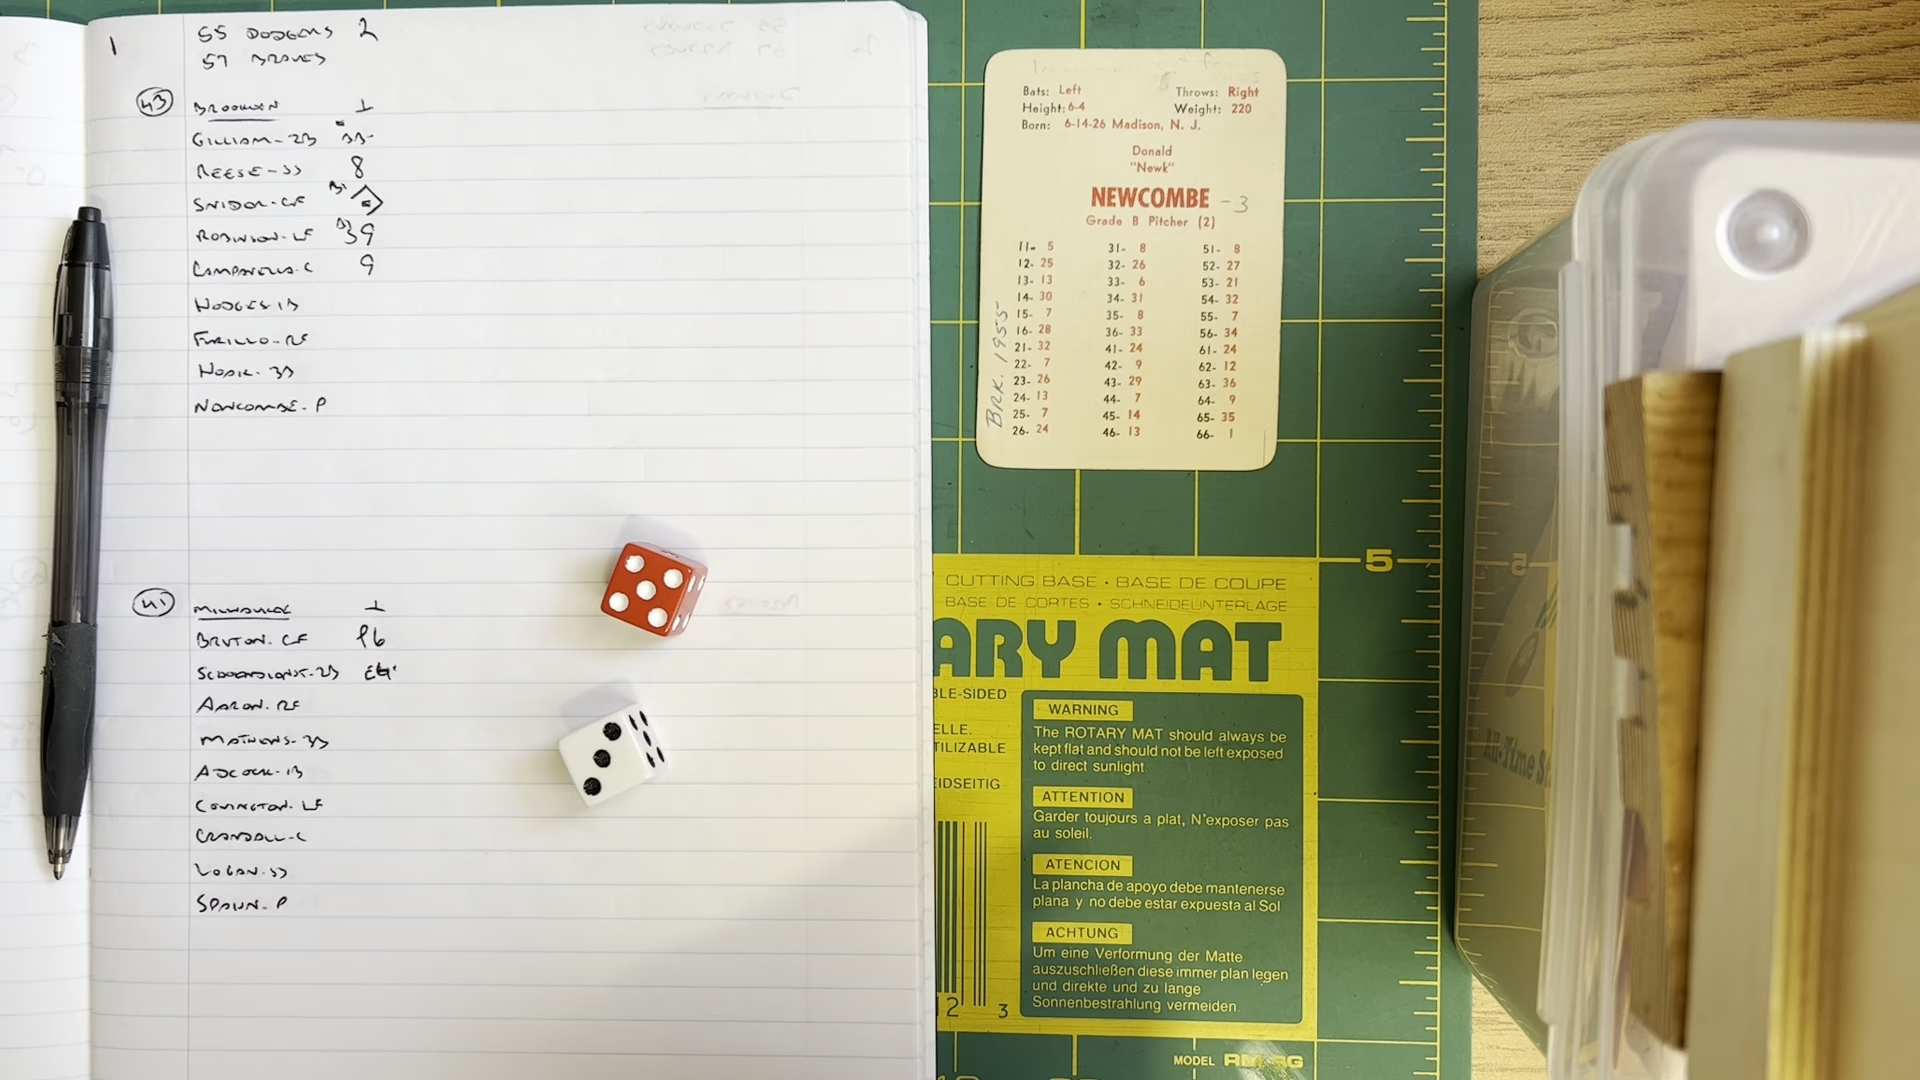 1
55 DODGERS 2
57 BRAVES
43 BROOKLYN 1
GILLIAM-2B BB-
REESE-SS 8
SNIDER-CF
ROBINSON-LF 39
CAMPANELLA-C 9
HODGES-1B
FURILLO-RF
HOAK-3B
NEWCOMBE-P
41 MILWAUKEE 1
BRUTON-CF P6
SCHOENDIENST-2B E4
AARON-RF
MATHEWS-3B
ADCOCK-1B
COVINGTON-LF
CRANDALL-C
LOGAN-SS
SPAHN-P
Bats: Left Throws: Right
Height: 6-4 Weight: 220
Born: 6-14-26 Madison, N. J.
Donald
"Newk"
NEWCOMBE -3
Grade B Pitcher (2)
11- 5 31- 8 51- 8
12- 25 32- 26 52- 27
13- 13 33- 6 53- 21
14- 30 34- 31 54- 32
15- 7 35- 8 55- 7
16- 28 36- 33 56- 34
21- 32 41- 24 61- 24
22- 7 42- 9 62- 12
23- 26 43- 29 63- 36
24- 13 44- 7 64- 9
25- 7 45- 14 65- 35
26- 24 46- 13 66- 1
BRK. 1955
5
CUTTING BASE • BASE DE COUPE
BASE DE CORTES • SCHNEIDEUNTERLAGE
ARY MAT
BLE-SIDED
ELLE.
TILIZABLE
EIDSEITIG
WARNING
The ROTARY MAT should always be
kept flat and should not be left exposed
to direct sunlight
ATTENTION
Garder toujours a plat, N'exposer pas
au soleil.
ATENCION
La plancha de apoyo debe mantenerse
plana y no debe estar expuesta al Sol
ACHTUNG
Um eine Verformung der Matte
auszuschließen diese immer plan legen
und direkte und zu lange
Sonnenbestrahlung vermeiden.
12 3
MODEL